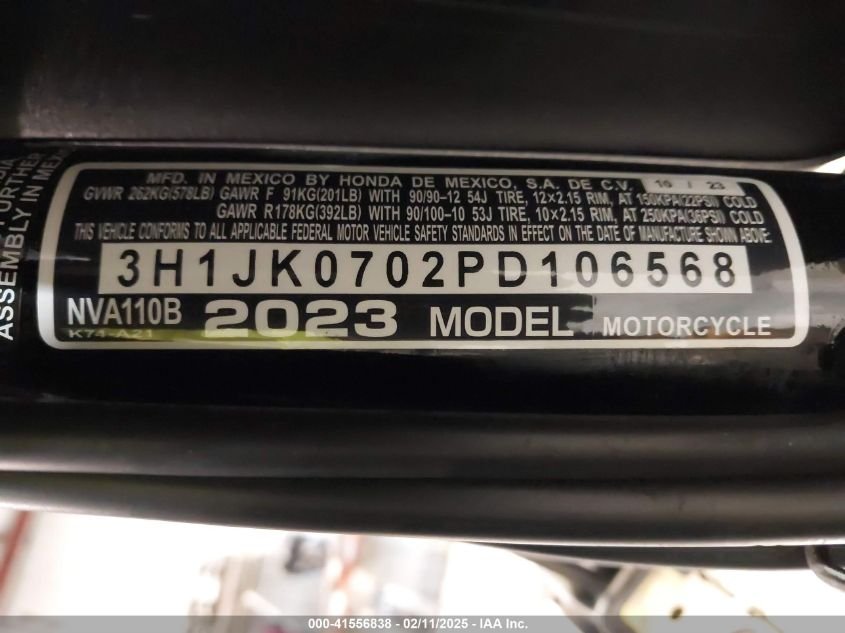 MFD. IN MEXICO BY HONDA DE MEXICO, S.A. DE C.V. 10 / 23
GVWR 262KG(578LB) GAWR F 91KG(201LB) WITH 90/90-12 54J TIRE, 12×2.15 RIM, AT 150KPA(22PSI) COLD
GAWR R178KG(392LB) WITH 90/100-10 53J TIRE, 10×2.15 RIM, AT 250KPA(36PSI) COLD
THIS VEHICLE CONFORMS TO ALL APPLICABLE FEDERAL MOTOR VEHICLE SAFETY STANDARDS IN EFFECT ON THE DATE OF MANUFACTURE SHOWN ABOVE.
3H1JK0702PD106568
NVA110B 2023 MODEL MOTORCYCLE
K74-A21
ASSEMBLY IN MEX
000-41556838 - 02/11/2025 - IAA Inc.